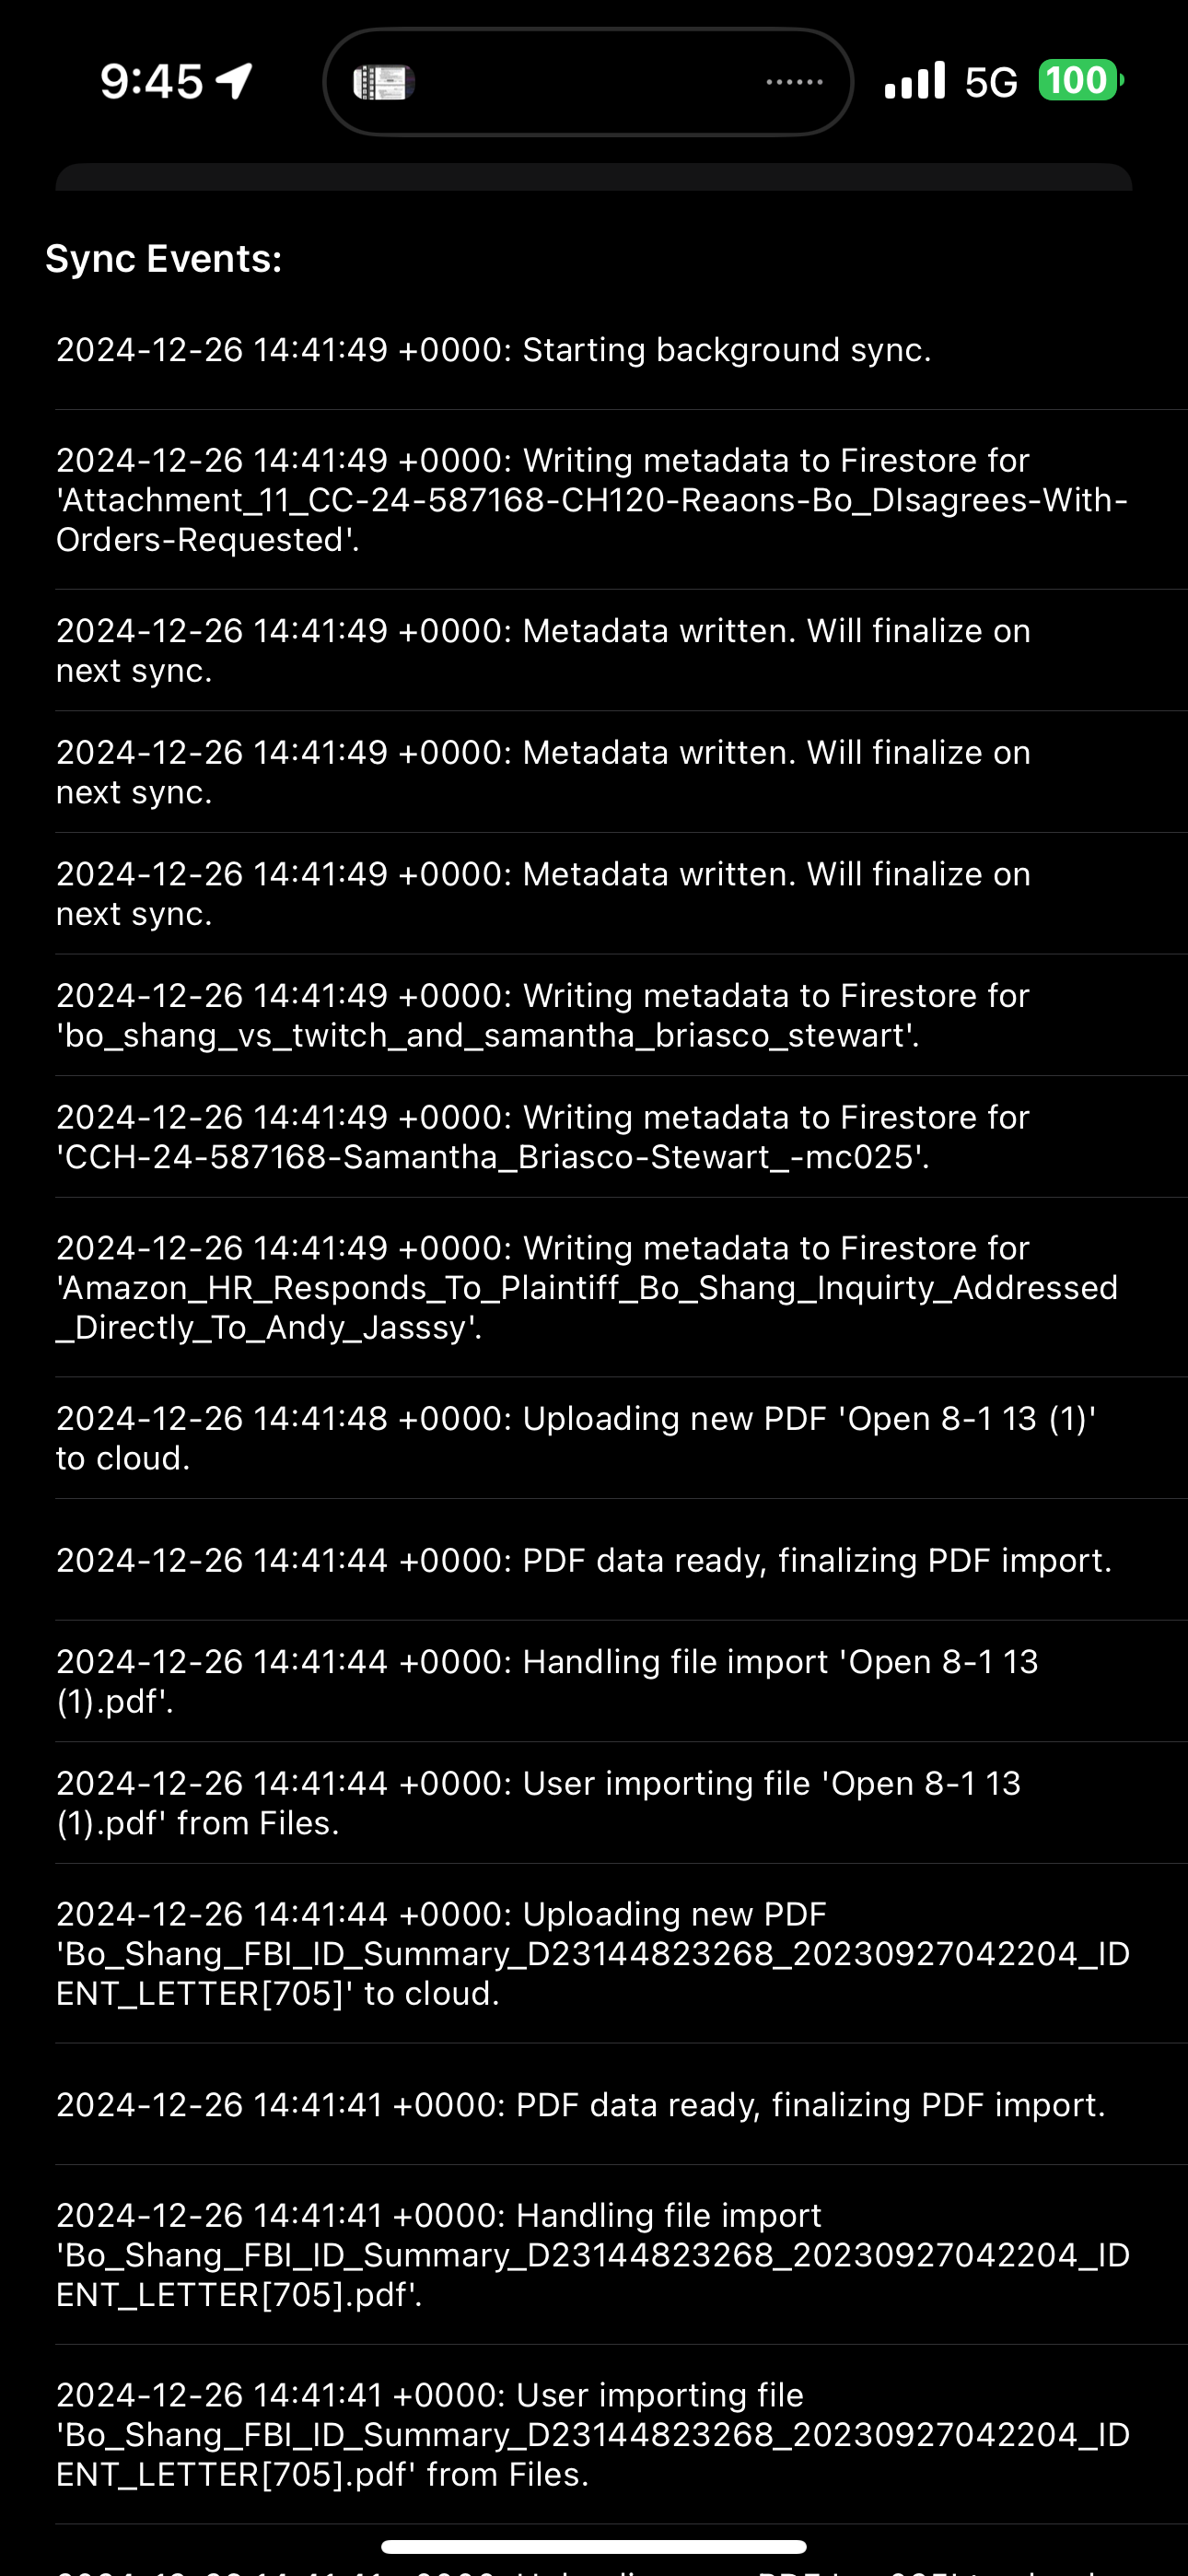 9:45
5G
100
Sync Events:
2024-12-26 14:41:49 +0000: Starting background sync.
2024-12-26 14:41:49 +0000: Writing metadata to Firestore for
'Attachment_11_CC-24-587168-CH120-Reaons-Bo_DIsagrees-With-
Orders-Requested'.
2024-12-26 14:41:49 +0000: Metadata written. Will finalize on
next sync.
2024-12-26 14:41:49 +0000: Metadata written. Will finalize on
next sync.
2024-12-26 14:41:49 +0000: Metadata written. Will finalize on
next sync.
2024-12-26 14:41:49 +0000: Writing metadata to Firestore for
'bo_shang_vs_twitch_and_samantha_briasco_stewart'.
2024-12-26 14:41:49 +0000: Writing metadata to Firestore for
'CCH-24-587168-Samantha_Briasco-Stewart_-mc025'.
2024-12-26 14:41:49 +0000: Writing metadata to Firestore for
'Amazon_HR_Responds_To_Plaintiff_Bo_Shang_Inquirty_Addressed
_Directly_To_Andy_Jasssy'.
2024-12-26 14:41:48 +0000: Uploading new PDF 'Open 8-1 13 (1)'
to cloud.
2024-12-26 14:41:44 +0000: PDF data ready, finalizing PDF import.
2024-12-26 14:41:44 +0000: Handling file import 'Open 8-1 13
(1).pdf'.
2024-12-26 14:41:44 +0000: User importing file 'Open 8-1 13
(1).pdf' from Files.
2024-12-26 14:41:44 +0000: Uploading new PDF
'Bo_Shang_FBI_ID_Summary_D23144823268_20230927042204_ID
ENT_LETTER[705]' to cloud.
2024-12-26 14:41:41 +0000: PDF data ready, finalizing PDF import.
2024-12-26 14:41:41 +0000: Handling file import
'Bo_Shang_FBI_ID_Summary_D23144823268_20230927042204_ID
ENT_LETTER[705].pdf'.
2024-12-26 14:41:41 +0000: User importing file
'Bo_Shang_FBI_ID_Summary_D23144823268_20230927042204_ID
ENT_LETTER[705].pdf' from Files.